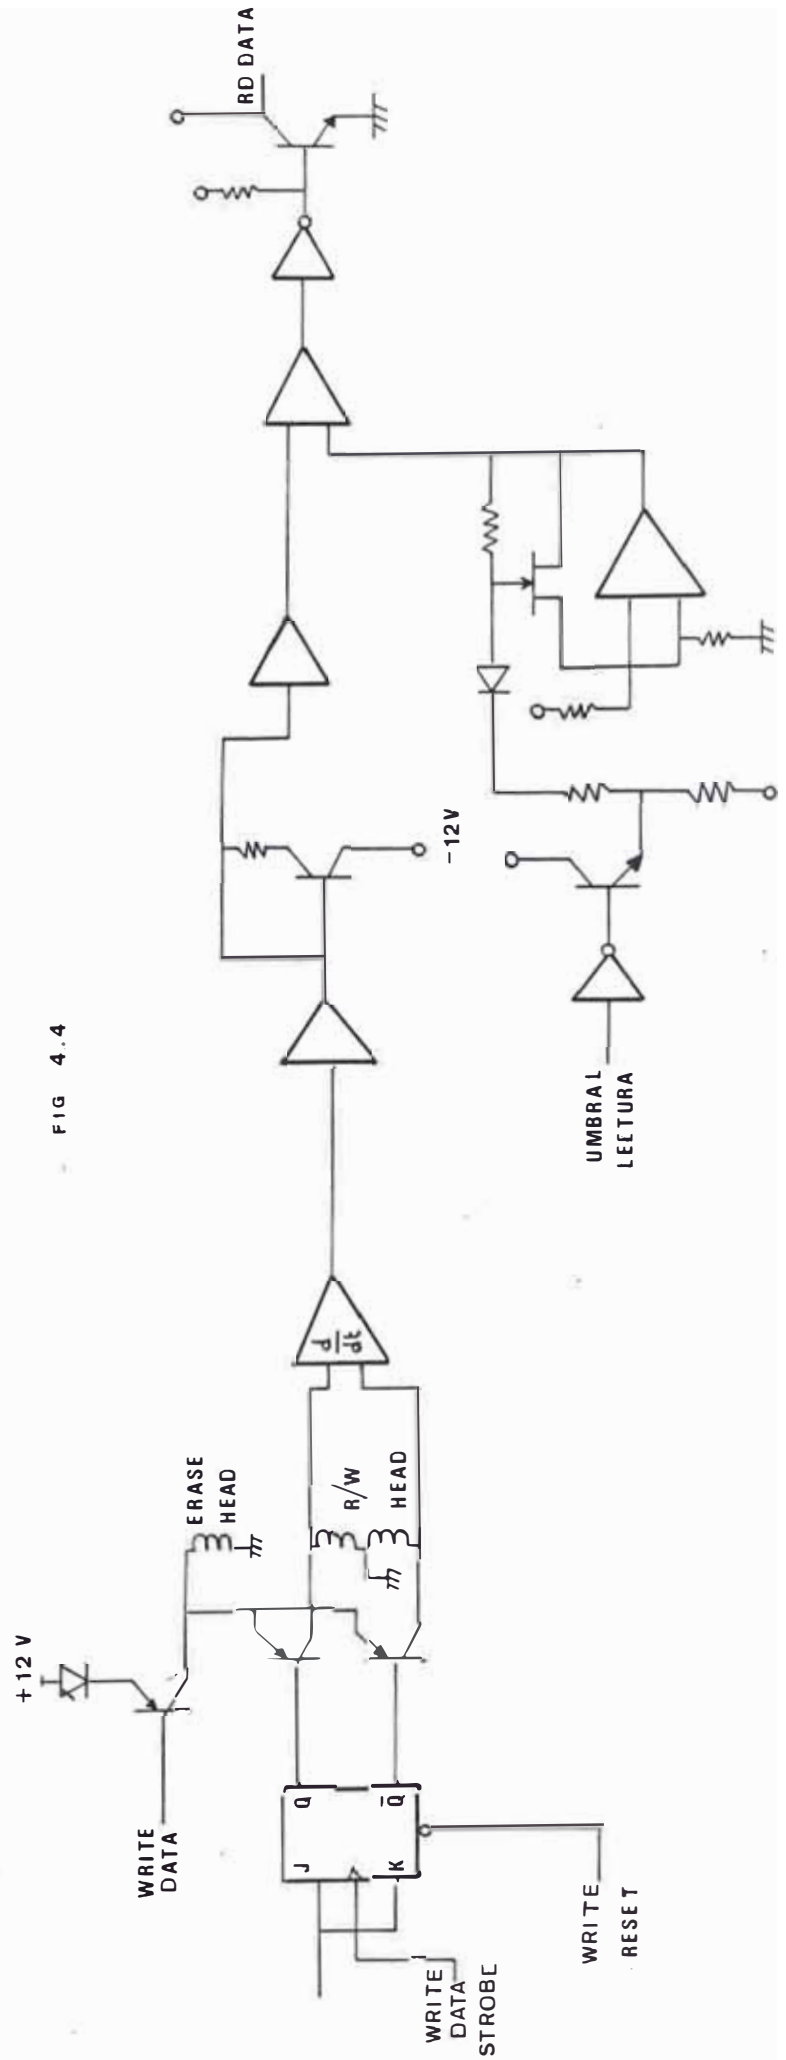 FIG 4.4
+12 V
WRITE
DATA
ERASE
HEAD
R/W
HEAD
d
dt
J
Q
K
Q̅
WRITE
DATA
STROBE
WRITE
RESET
-12V
UMBRAL
LECTURA
RD DATA